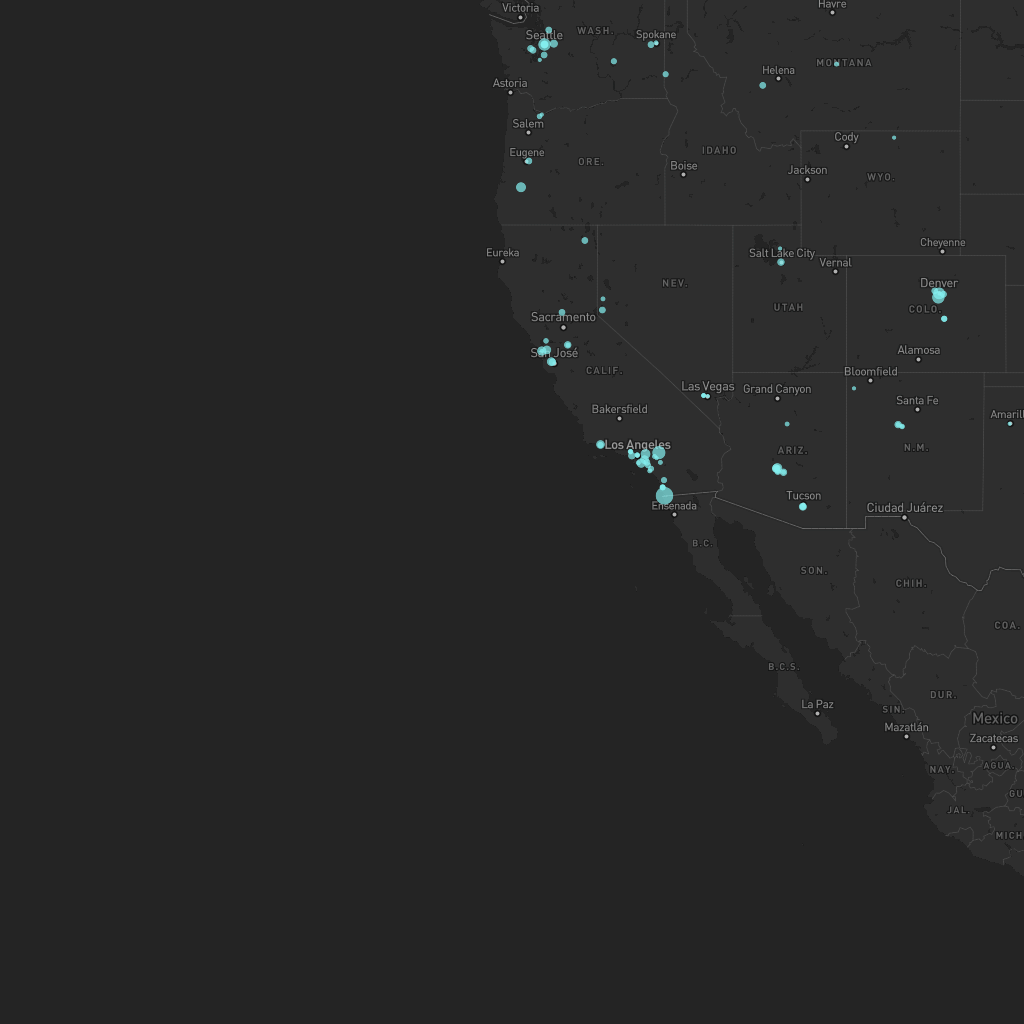 Victoria
Havre
Seattle
WASH.
Spokane
MONTANA
Helena
Astoria
Salem
Cody
Eugene
ORE.
IDAHO
Boise
Jackson
WYO.
Eureka
Cheyenne
Salt Lake City
Vernal
NEV.
Denver
UTAH
COLO.
Sacramento
San José
Alamosa
CALIF.
Bloomfield
Las Vegas
Grand Canyon
Santa Fe
Bakersfield
Amarill
Los Angeles
ARIZ.
N.M.
Tucson
Ensenada
Ciudad Juárez
B.C.
SON.
CHIH.
COA.
B.C.S.
DUR.
La Paz
SIN.
Mexico
Mazatlán
Zacatecas
NAY.
AGUA.
GU
JAL.
MICH